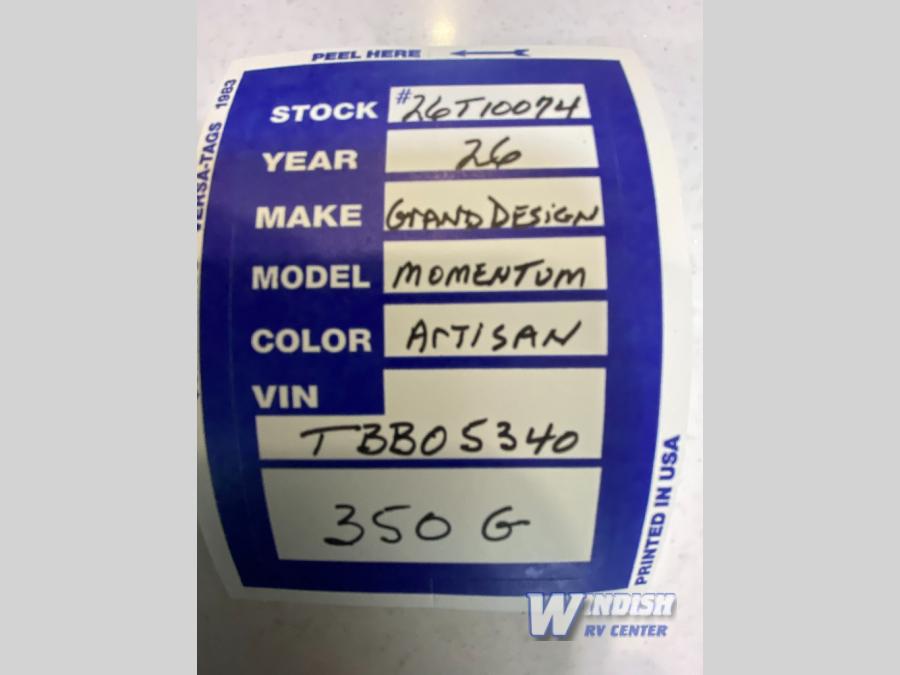 PEEL HERE
STOCK #26T10074
YEAR 26
MAKE GRAND DESIGN
MODEL MOMENTUM
COLOR ARTISAN
VIN
TBB05340
350 G
VERSA-TAGS 1983
PRINTED IN USA
WINDISH
RV CENTER